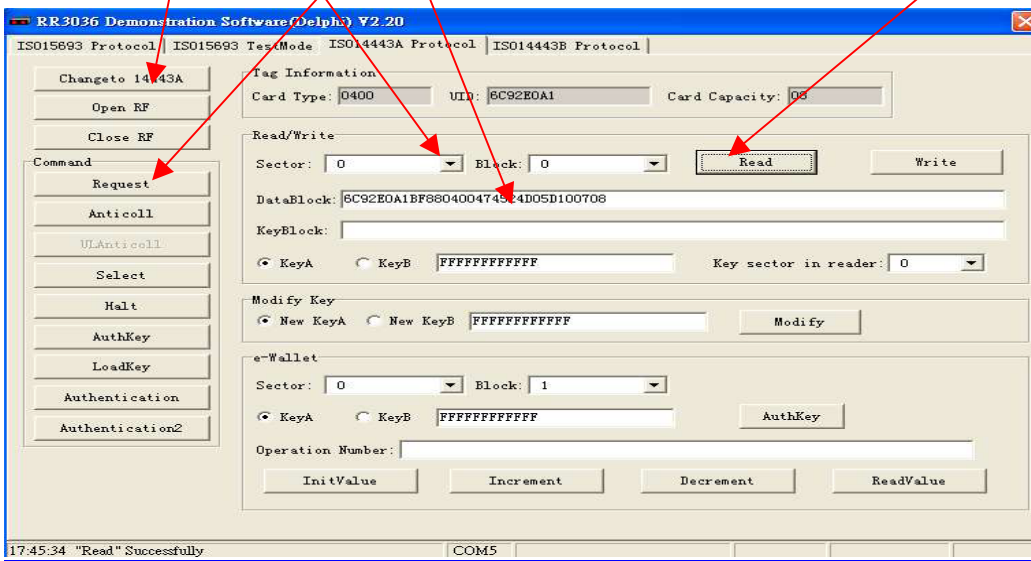 RR3036 Demonstration Software(Delphi) V2.20
ISO15693 Protocol ISO15693 TestMode ISO14443A Protocol ISO14443B Protocol
Changeto 14443A
Open RF
Close RF
Command
Request
Anticoll
ULAnticoll
Select
Halt
AuthKey
LoadKey
Authentication
Authentication2
Tag Information
Card Type: 0400 UID: 6C92E0A1 Card Capacity: 08
Read/Write
Sector: 0 Block: 0 Read Write
DataBlock: 6C92E0A1BF880400474524D05D100708
KeyBlock:
KeyA KeyB FFFFFFFFFFFF Key sector in reader: 0
Modify Key
New KeyA New KeyB FFFFFFFFFFFF Modify
e-Wallet
Sector: 0 Block: 1
KeyA KeyB FFFFFFFFFFFF AuthKey
Operation Number:
InitValue Increment Decrement ReadValue
17:45:34 "Read" Successfully COM5